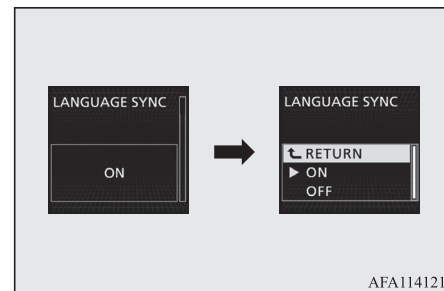 LANGUAGE SYNC
ON
LANGUAGE SYNC
RETURN
ON
OFF
AFA114121